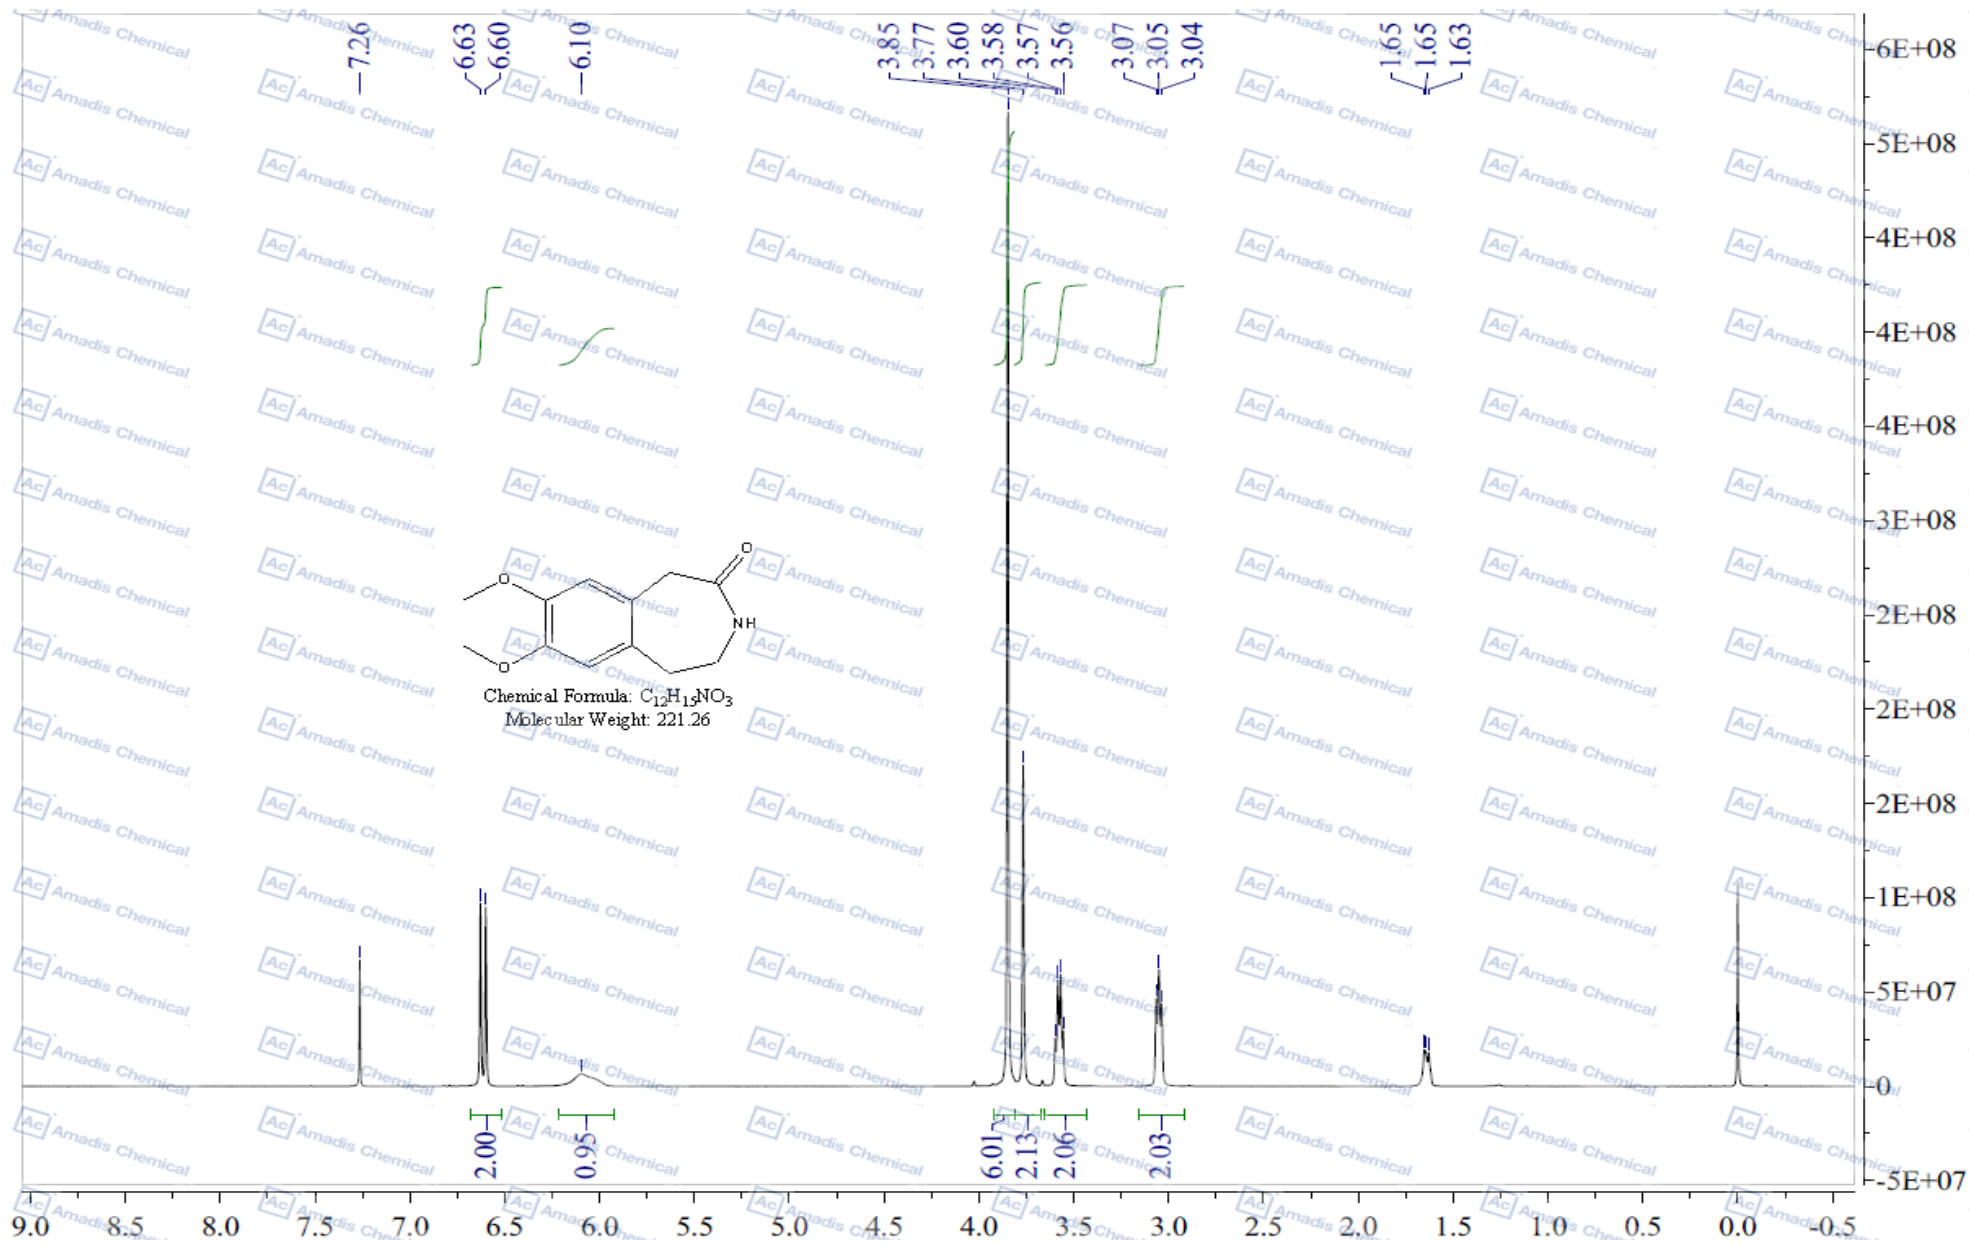 7.26
6.63
6.60
6.10
3.85
3.77
3.60
3.58
3.57
3.56
3.07
3.05
3.04
1.65
1.65
1.63
6E+08
5E+08
4E+08
4E+08
4E+08
3E+08
2E+08
2E+08
2E+08
1E+08
5E+07
0
-5E+07
O
O
O
NH
Chemical Formula: C12H15NO3
Molecular Weight: 221.26
2.00
0.95
6.01
2.13
2.06
2.03
9.0 8.5 8.0 7.5 7.0 6.5 6.0 5.5 5.0 4.5 4.0 3.5 3.0 2.5 2.0 1.5 1.0 0.5 0.0 -0.5
Ac Amadis Chemical